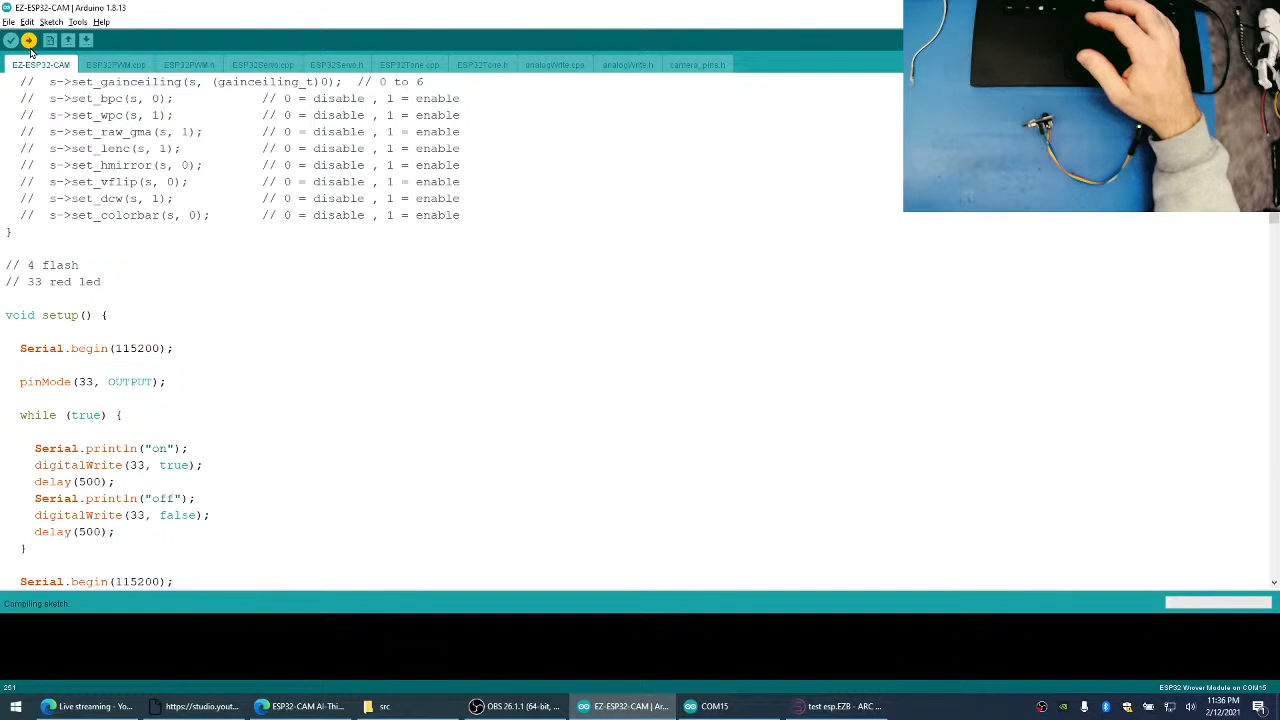 EZ-ESP32-CAM | Arduino 1.8.13
File Edit Sketch Tools Help
EZ-ESP32-CAM ESP32PWM.cpp ESP32PWM.h ESP32Servo.cpp ESP32Servo.h ESP32Tone.cpp ESP32Tone.h analogWrite.cpp analogWrite.h camera_pins.h
//  s->set_gainceiling(s, (gainceiling_t)0);  // 0 to 6
//  s->set_bpc(s, 0);            // 0 = disable , 1 = enable
//  s->set_wpc(s, 1);            // 0 = disable , 1 = enable
//  s->set_raw_gma(s, 1);        // 0 = disable , 1 = enable
//  s->set_lenc(s, 1);           // 0 = disable , 1 = enable
//  s->set_hmirror(s, 0);        // 0 = disable , 1 = enable
//  s->set_vflip(s, 0);          // 0 = disable , 1 = enable
//  s->set_dcw(s, 1);            // 0 = disable , 1 = enable
//  s->set_colorbar(s, 0);       // 0 = disable , 1 = enable
}
// 4 flash
// 33 red led
void setup() {
Serial.begin(115200);
pinMode(33, OUTPUT);
while (true) {
Serial.println("on");
digitalWrite(33, true);
delay(500);
Serial.println("off");
digitalWrite(33, false);
delay(500);
}
Serial.begin(115200);
Compiling sketch...
251 ESP32 Wrover Module on COM15
Live streaming - Yo... https://studio.yout... ESP32-CAM AI-Thi... src OBS 26.1.1 (64-bit, ... EZ-ESP32-CAM | Ar... COM15 test esp.EZB - ARC ... 11:36 PM
2/12/2021